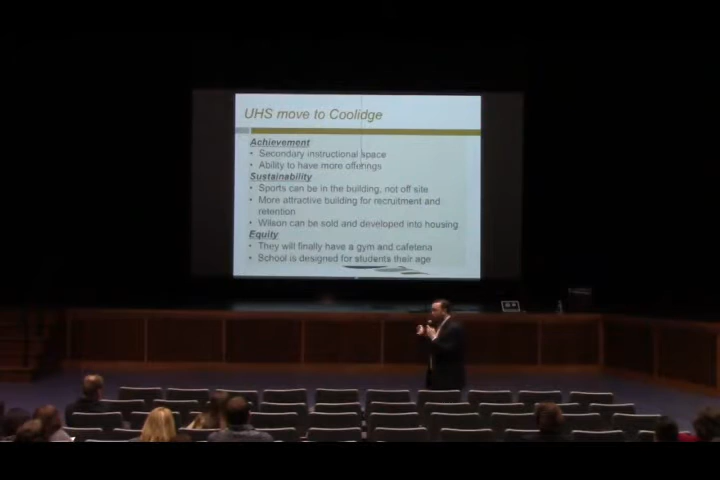 UHS move to Coolidge
Achievement
• Secondary instructional space
• Ability to have more offerings
Sustainability
• Sports can be in the building, not off site
• More attractive building for recruitment and
retention
• Wilson can be sold and developed into housing
Equity
• They will finally have a gym and cafeteria
• School is designed for students their age